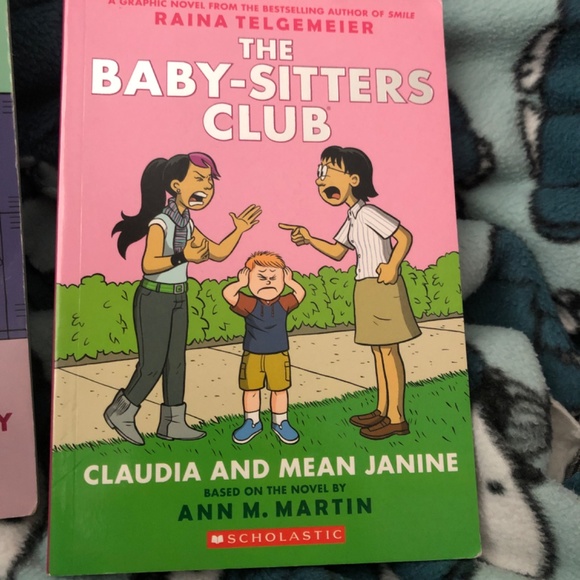 A GRAPHIC NOVEL FROM THE BESTSELLING AUTHOR OF SMILE
RAINA TELGEMEIER
THE
BABY-SITTERS
CLUB®
CLAUDIA AND MEAN JANINE
BASED ON THE NOVEL BY
ANN M. MARTIN
SCHOLASTIC
Y